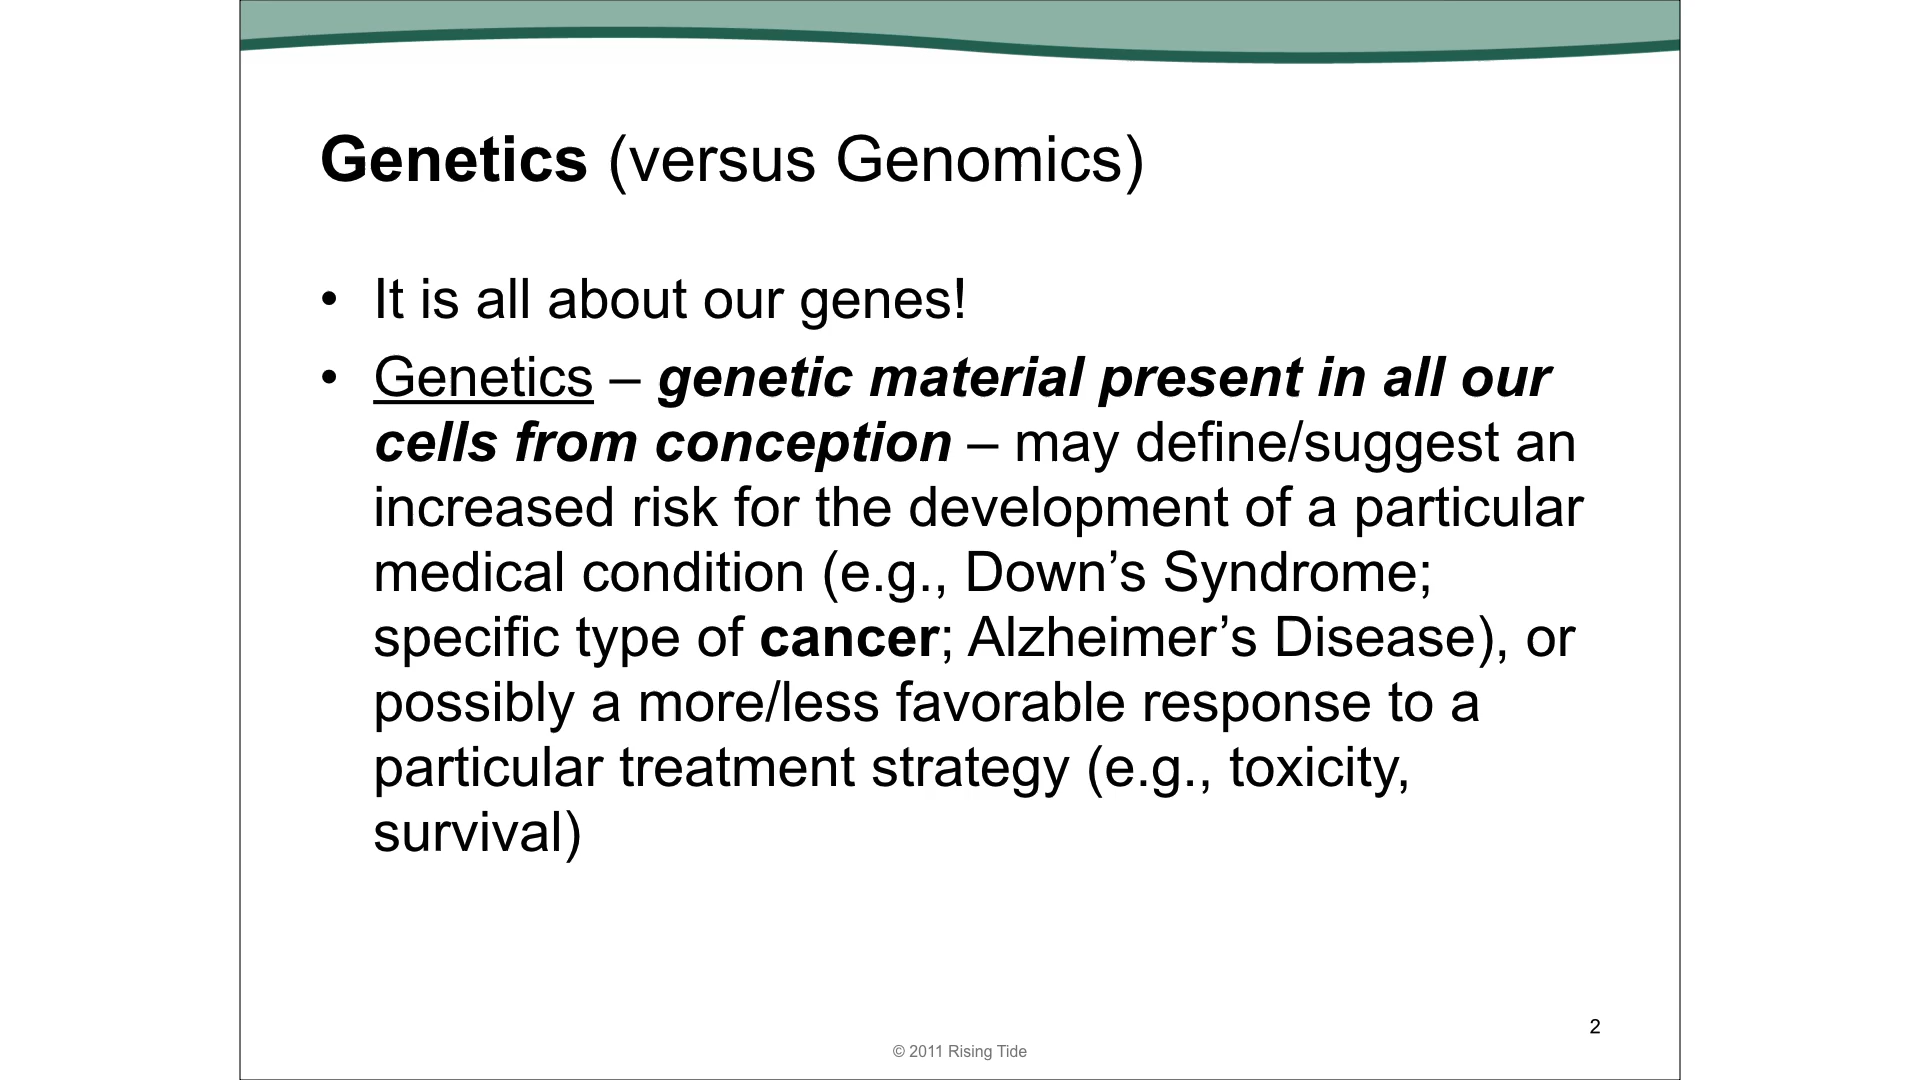 Genetics (versus Genomics)
• It is all about our genes!
• Genetics – genetic material present in all our
cells from conception – may define/suggest an
increased risk for the development of a particular
medical condition (e.g., Down’s Syndrome;
specific type of cancer; Alzheimer’s Disease), or
possibly a more/less favorable response to a
particular treatment strategy (e.g., toxicity,
survival)
2
© 2011 Rising Tide